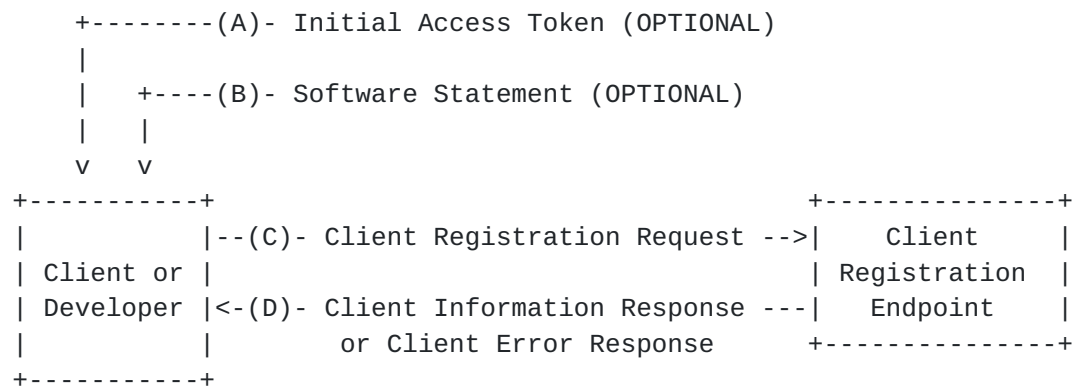 +--------(A)- Initial Access Token (OPTIONAL)
|
|   +----(B)- Software Statement (OPTIONAL)
|   |
v   v
+-----------+                                      +---------------+
|           |--(C)- Client Registration Request -->|    Client     |
| Client or |                                      | Registration  |
| Developer |<-(D)- Client Information Response ---|   Endpoint    |
|           |        or Client Error Response      +---------------+
+-----------+